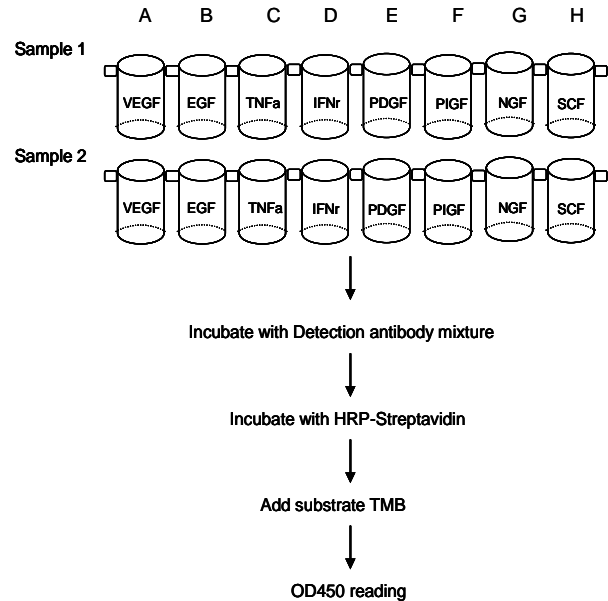 A B C D E F G H
Sample 1
VEGF EGF TNFa IFNr PDGF PIGF NGF SCF
Sample 2
VEGF EGF TNFa IFNr PDGF PIGF NGF SCF
Incubate with Detection antibody mixture
Incubate with HRP-Streptavidin
Add substrate TMB
OD450 reading